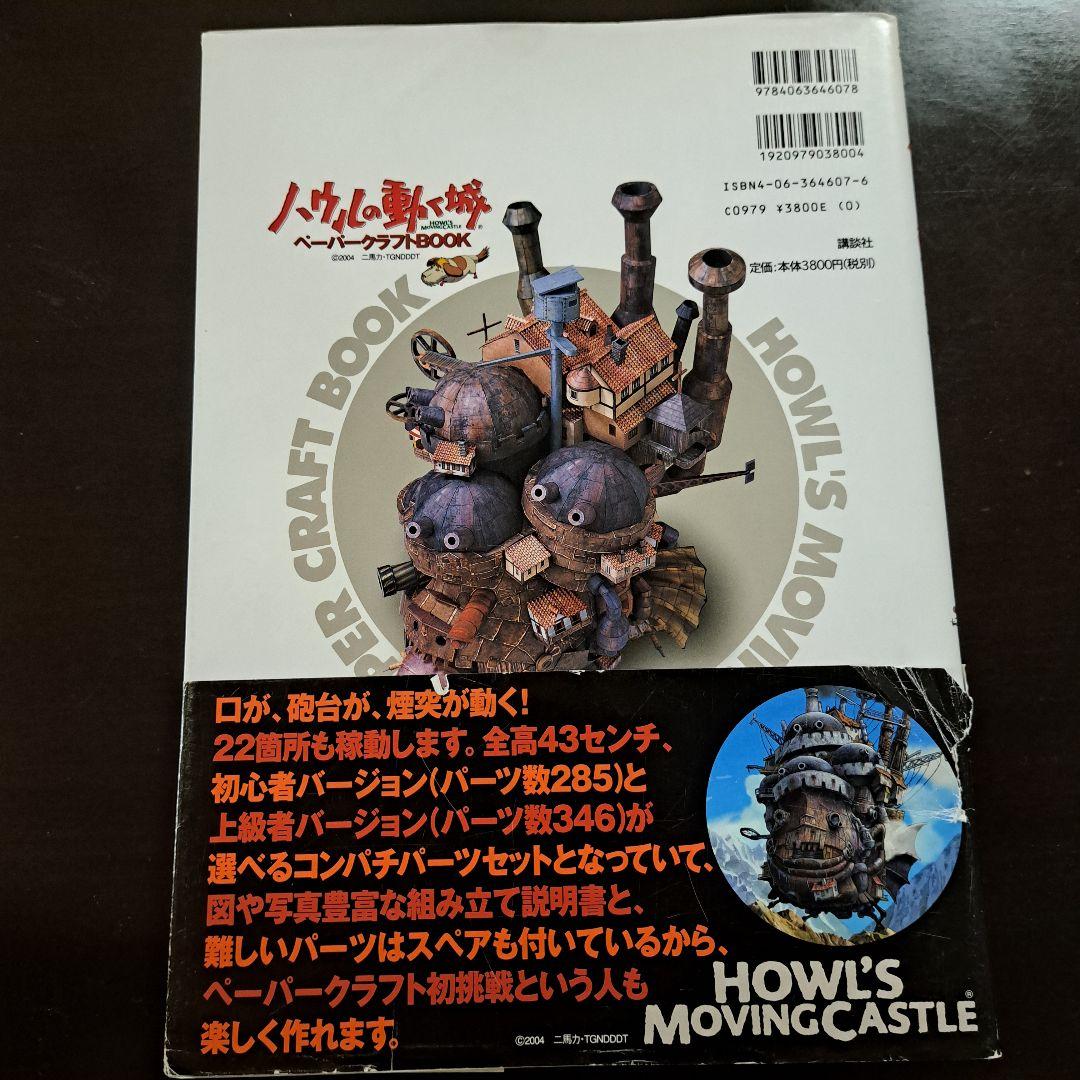 9784063646078
1920979038004
ISBN4-06-364607-6
C0979 ¥3800E (0)
講談社
定価:本体3800円(税別)
ハウルの動く城
HOWL'S
MOVING CASTLE
ペーパークラフトBOOK
©2004 二馬力・TGNDDDT
PER CRAFT BOOK
HOWL'S MOVIN
口が、砲台が、煙突が動く!
22箇所も稼動します。全高43センチ、
初心者バージョン(パーツ数285)と
上級者バージョン(パーツ数346)が
選べるコンパチパーツセットとなっていて、
図や写真豊富な組み立て説明書と、
難しいパーツはスペアも付いているから、
ペーパークラフト初挑戦という人も
楽しく作れます。
HOWL'S
MOVING CASTLE®
©2004 二馬力・TGNDDDT